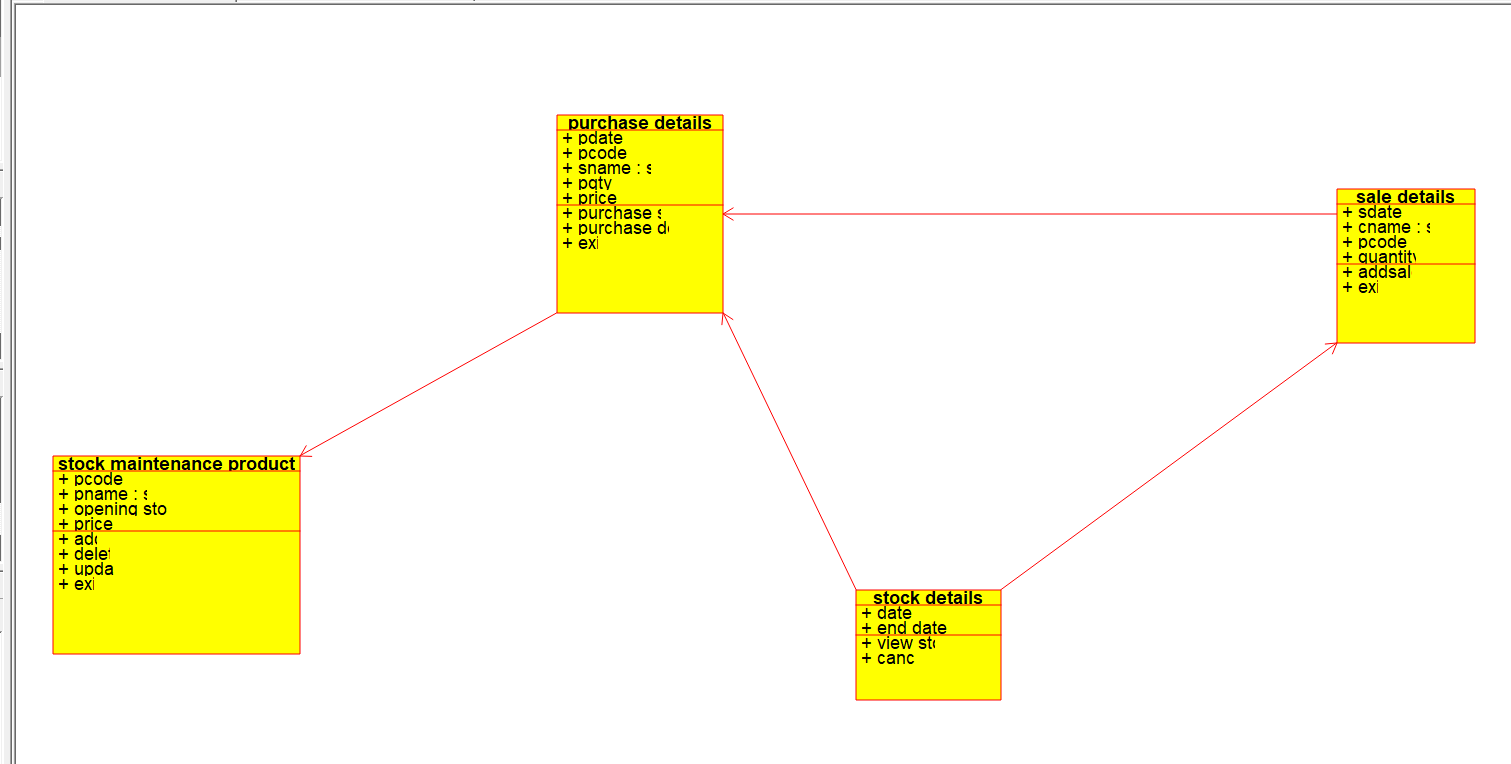 purchase details
+ pdate
+ pcode
+ sname : s
+ pqty
+ price
+ purchase s
+ purchase d
+ exi
sale details
+ sdate
+ cname : s
+ pcode
+ quantity
+ addsal
+ exi
stock maintenance product
+ pcode
+ pname : s
+ opening sto
+ price
+ add
+ delet
+ upda
+ exi
stock details
+ date
+ end date
+ view sto
+ canc